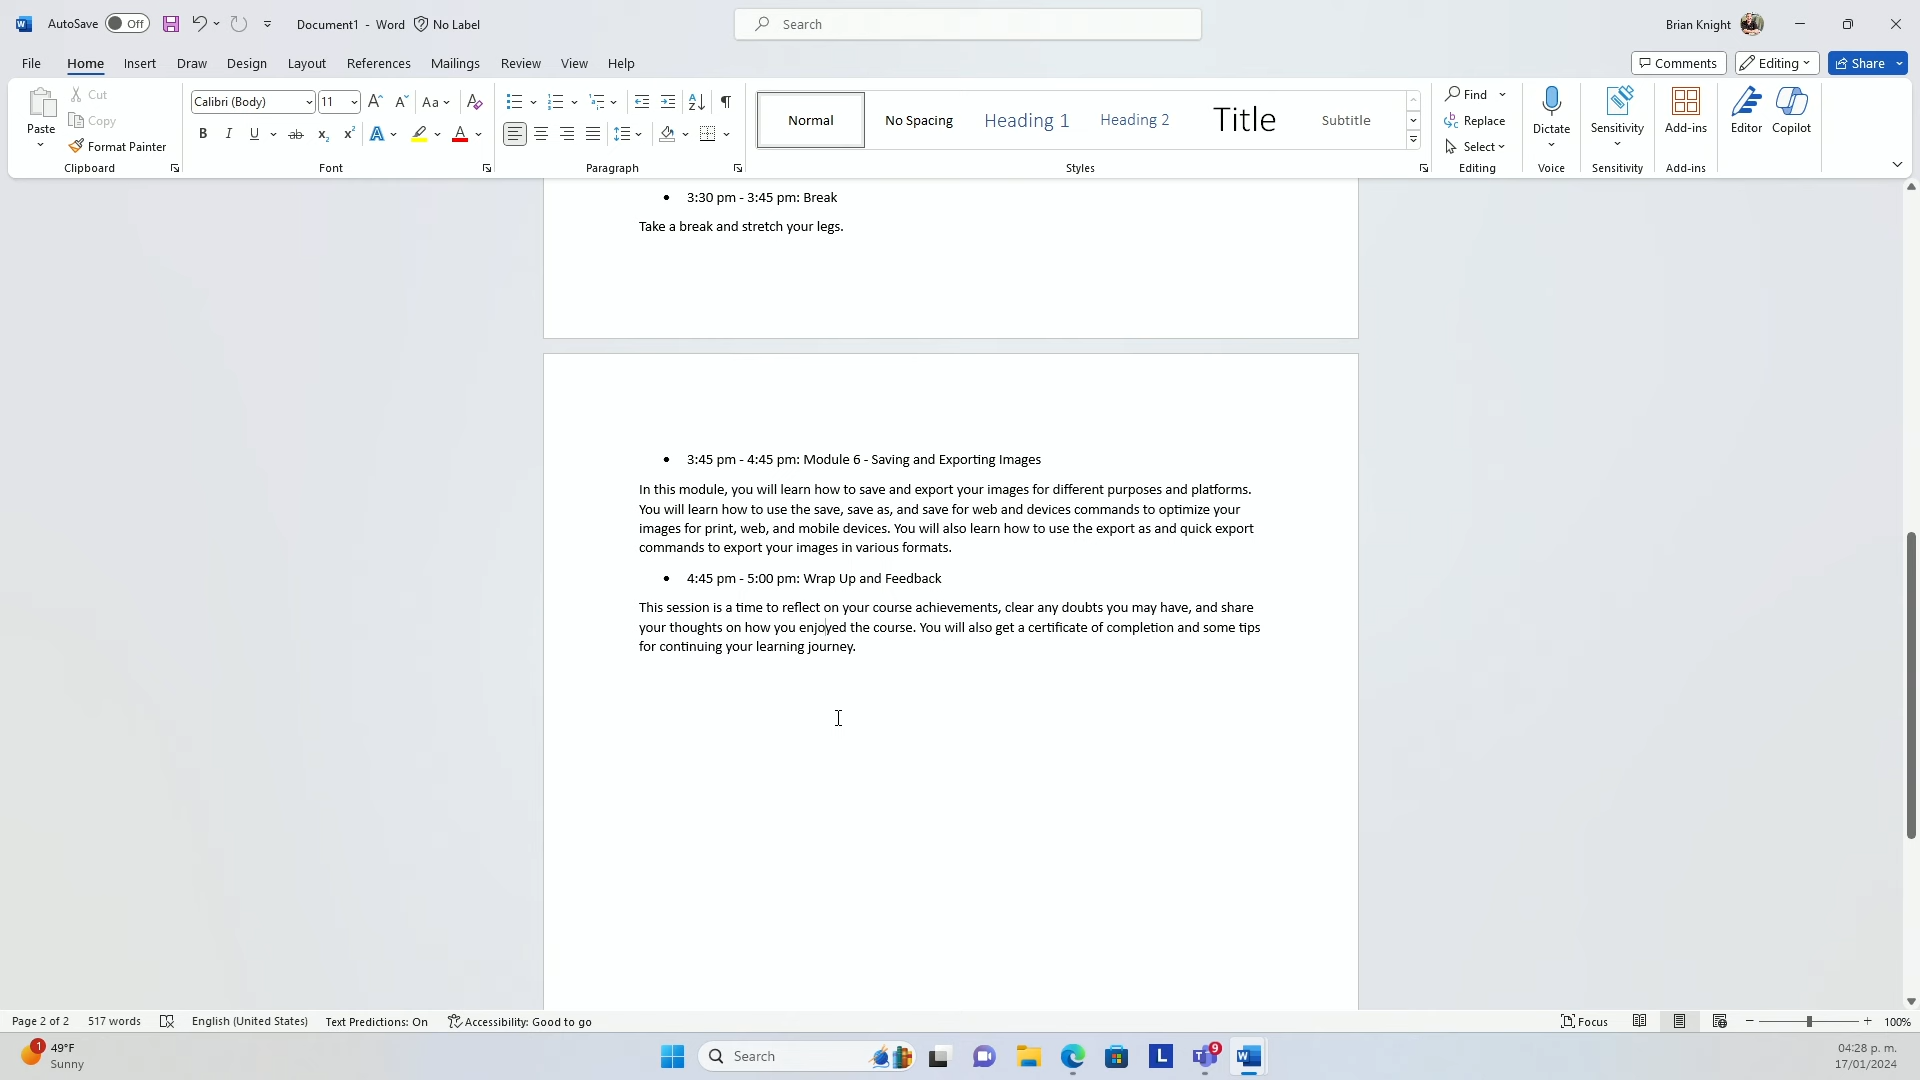 AutoSave Off Document1 - Word No Label Search Brian Knight
File Home Insert Draw Design Layout References Mailings Review View Help Comments Editing Share
Paste Cut Copy Format Painter Clipboard
Calibri (Body) 11 Aa
B I U ab x₂ x² A A
Font
Paragraph
Normal No Spacing Heading 1 Heading 2 Title Subtitle
Styles
Find Replace Select Editing
Dictate Voice
Sensitivity Sensitivity
Add-ins Add-ins
Editor Copilot
• 3:30 pm - 3:45 pm: Break
Take a break and stretch your legs.
• 3:45 pm - 4:45 pm: Module 6 - Saving and Exporting Images
In this module, you will learn how to save and export your images for different purposes and platforms.
You will learn how to use the save, save as, and save for web and devices commands to optimize your
images for print, web, and mobile devices. You will also learn how to use the export as and quick export
commands to export your images in various formats.
• 4:45 pm - 5:00 pm: Wrap Up and Feedback
This session is a time to reflect on your course achievements, clear any doubts you may have, and share
your thoughts on how you enjoyed the course. You will also get a certificate of completion and some tips
for continuing your learning journey.
Page 2 of 2 517 words English (United States) Text Predictions: On Accessibility: Good to go Focus 100%
1 49°F
Sunny
Search
L
9
04:28 p. m.
17/01/2024